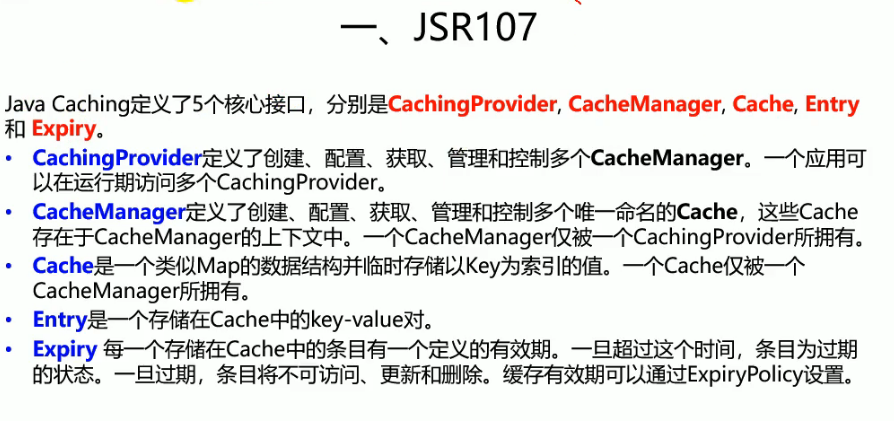 一、JSR107
Java Caching定义了5个核心接口，分别是CachingProvider, CacheManager, Cache, Entry
和 Expiry。
• CachingProvider定义了创建、配置、获取、管理和控制多个CacheManager。一个应用可
以在运行期访问多个CachingProvider。
• CacheManager定义了创建、配置、获取、管理和控制多个唯一命名的Cache，这些Cache
存在于CacheManager的上下文中。一个CacheManager仅被一个CachingProvider所拥有。
• Cache是一个类似Map的数据结构并临时存储以Key为索引的值。一个Cache仅被一个
CacheManager所拥有。
• Entry是一个存储在Cache中的key-value对。
• Expiry 每一个存储在Cache中的条目有一个定义的有效期。一旦超过这个时间，条目为过期
的状态。一旦过期，条目将不可访问、更新和删除。缓存有效期可以通过ExpiryPolicy设置。